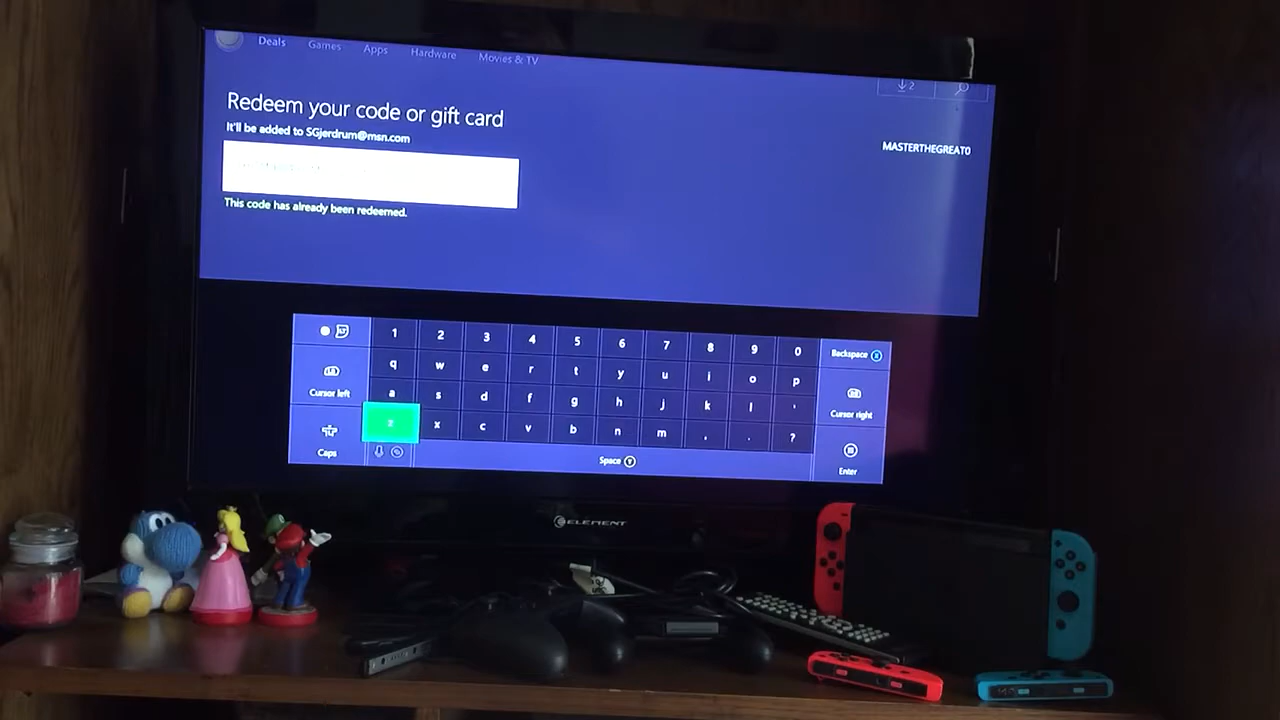 Deals Games Apps Hardware Movies & TV
2
Redeem your code or gift card
It'll be added to SGjerdrum@msn.com
MASTERTHEGREAT0
This code has already been redeemed.
1 2 3 4 5 6 7 8 9 0 Backspace
q w e r t y u i o p
Cursor left a s d f g h j k l ' Cursor right
z x c v b n m , . ?
Caps Space Y Enter
ELEMENT